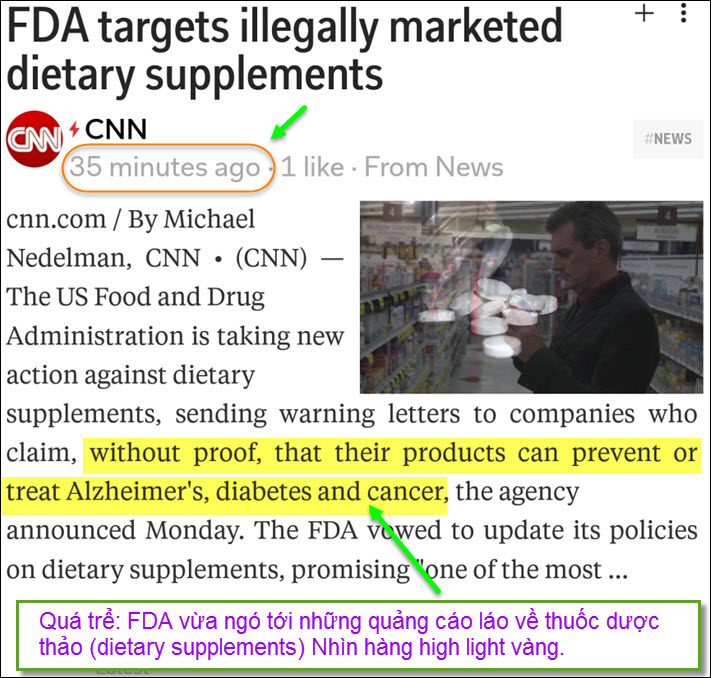 FDA targets illegally marketed
dietary supplements
CNN
CNN
35 minutes ago · 1 like · From News
#NEWS
cnn.com / By Michael
Nedelman, CNN • (CNN) —
The US Food and Drug
Administration is taking new
action against dietary
supplements, sending warning letters to companies who
claim, without proof, that their products can prevent or
treat Alzheimer's, diabetes and cancer, the agency
announced Monday. The FDA vowed to update its policies
on dietary supplements, promising "one of the most ...
Quá trể: FDA vừa ngó tới những quảng cáo láo về thuốc dược
thảo (dietary supplements) Nhìn hàng high light vàng.